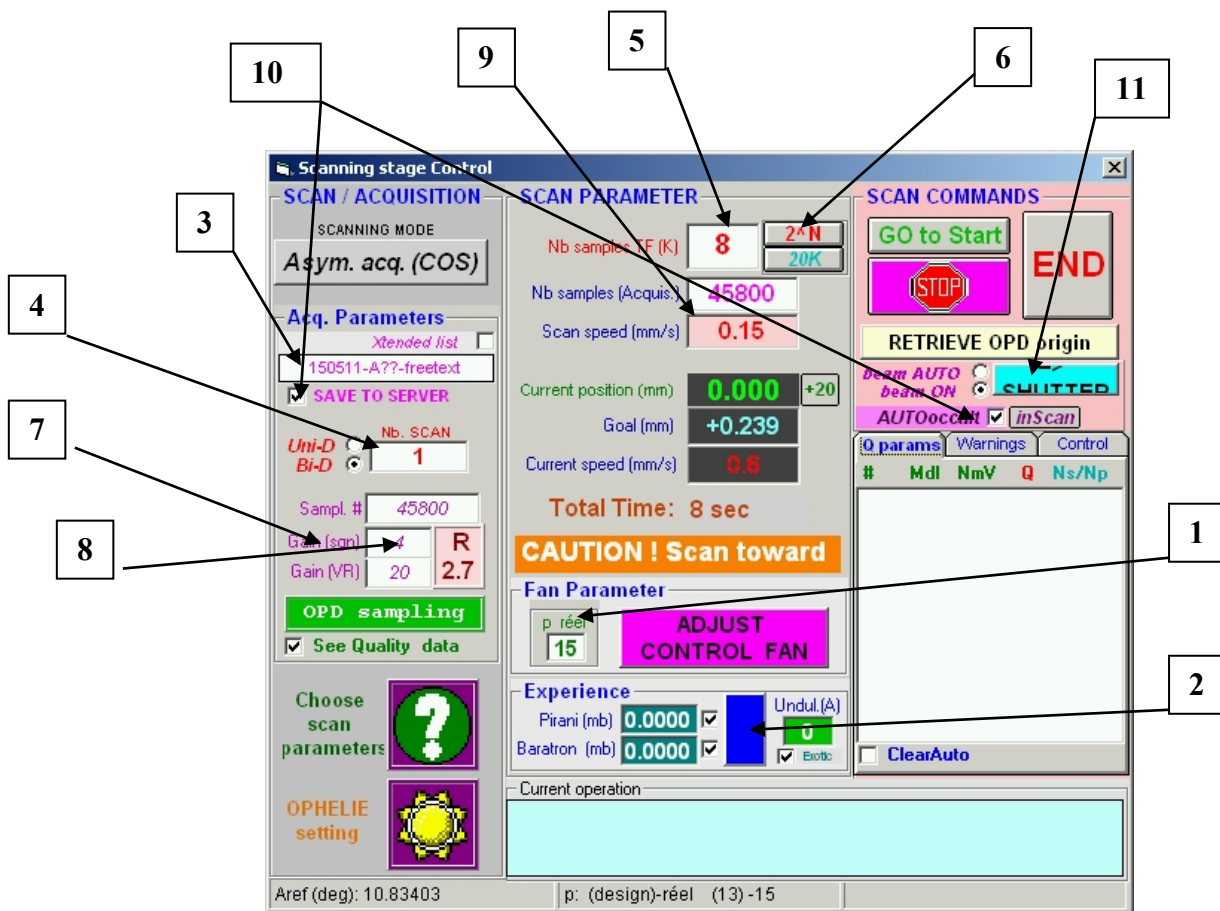 5
6
9
10
11
Scanning stage Control
SCAN / ACQUISITION
SCANNING MODE
Asym. acq. (COS)
3
4
Acq. Parameters
Xtended list
150511-A??-freetext
SAVE TO SERVER
7
Uni-D
Bi-D
Nb. SCAN
1
Sampl. # 45800
8
Gain (sgn) 4
Gain (VR) 20
R
2.7
OPD sampling
See Quality data
Choose
scan
parameters
OPHELIE
setting
SCAN PARAMETER
Nb samples TF (K) 8
2^N
20K
Nb samples (Acquis.) 45800
Scan speed (mm/s) 0.15
Current position (mm) 0.000 +20
Goal (mm) +0.239
Current speed (mm/s) 0.6
Total Time: 8 sec
CAUTION ! Scan toward
Fan Parameter
p réel
15
ADJUST
CONTROL FAN
Experience
Pirani (mb) 0.0000
Baratron (mb) 0.0000
Undul.(A)
0
Exotic
SCAN COMMANDS
GO to Start
STOP
END
RETRIEVE OPD origin
beam AUTO
beam ON
SHUTTER
AUTOoccult inScan
Q params Warnings Control
# Mdl NmV Q Ns/Np
1
2
ClearAuto
Current operation
Aref (deg): 10.83403
p: (design)-réel (13) -15